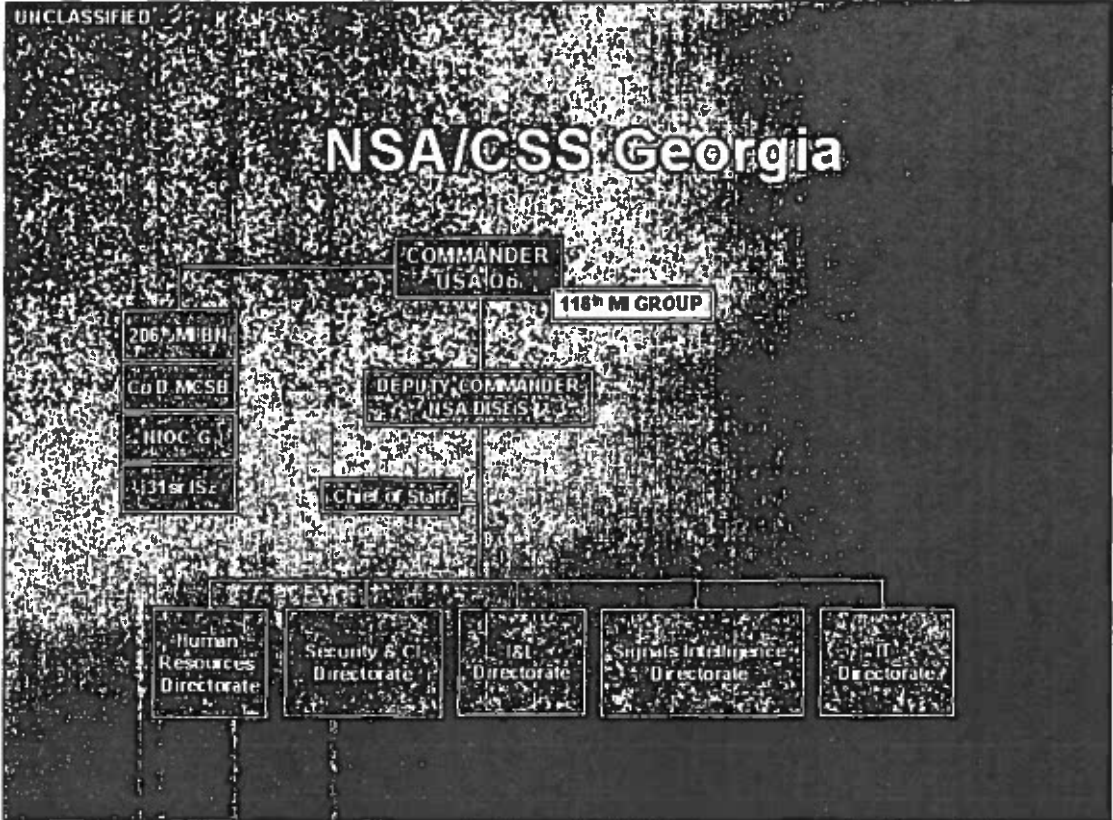 UNCLASSIFIED
NSA/CSS Georgia
COMMANDER
USA O6
118th MI GROUP
206th MI BN
Co D MCSB
NIOC G
31st IS
DEPUTY COMMANDER
NSA
Chief of Staff
Human
Resources
Directorate
Security & CI
Directorate
I&L
Directorate
Signals Intelligence
Directorate
IT
Directorate